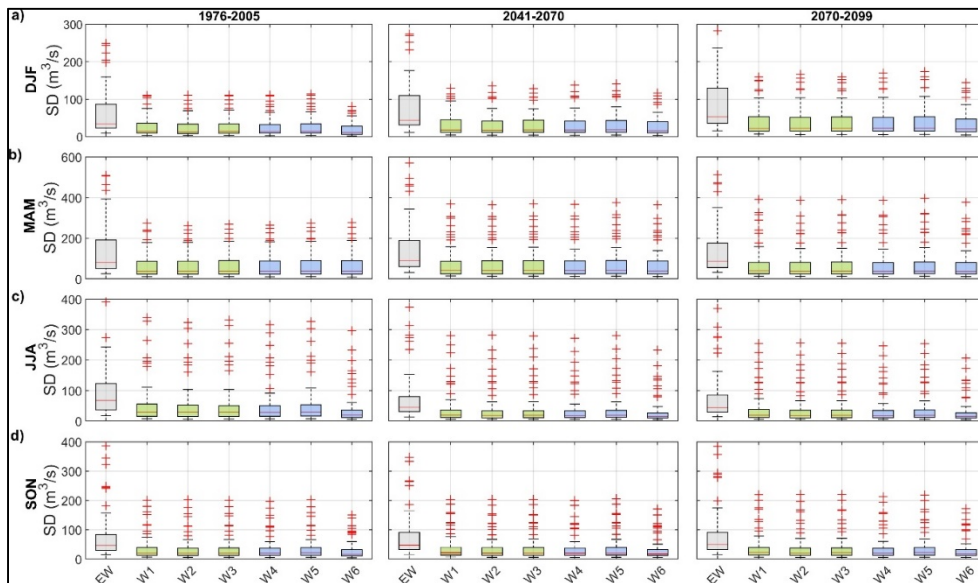 a) 1976-2005 2041-2070 2070-2099
DJF
SD (m³/s)
300
200
100
0
b)
MAM
SD (m³/s)
600
400
200
0
c)
JJA
SD (m³/s)
400
300
200
100
0
d)
SON
SD (m³/s)
400
300
200
100
0
EW W1 W2 W3 W4 W5 W6 EW W1 W2 W3 W4 W5 W6 EW W1 W2 W3 W4 W5 W6